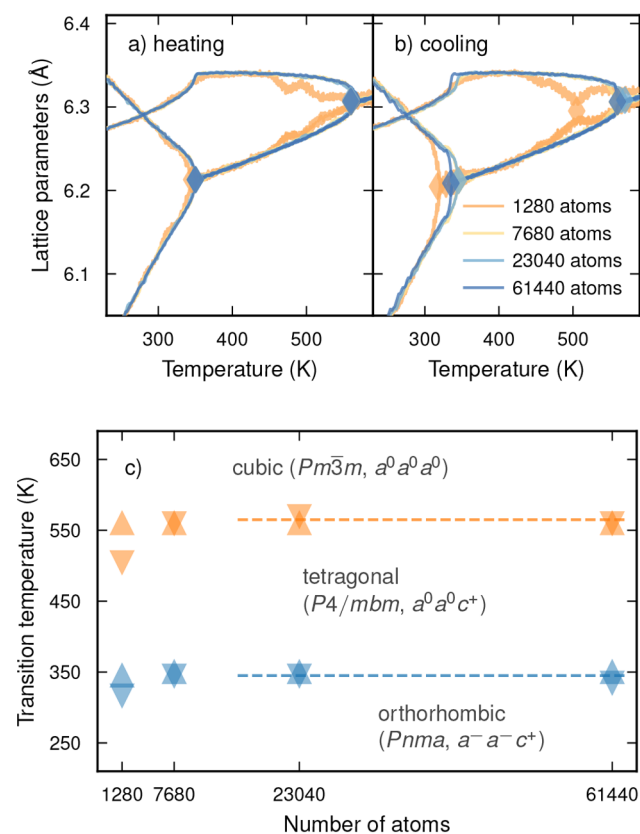 a) heating
b) cooling
6.4
6.3
6.2
6.1
Lattice parameters (Å)
1280 atoms
7680 atoms
23040 atoms
61440 atoms
300 400 500
300 400 500
Temperature (K)
Temperature (K)
c)
cubic (Pm3̅m, a⁰a⁰a⁰)
tetragonal
(P4/mbm, a⁰a⁰c⁺)
orthorhombic
(Pnma, a⁻a⁻c⁺)
650
550
450
350
250
Transition temperature (K)
1280 7680 23040 61440
Number of atoms